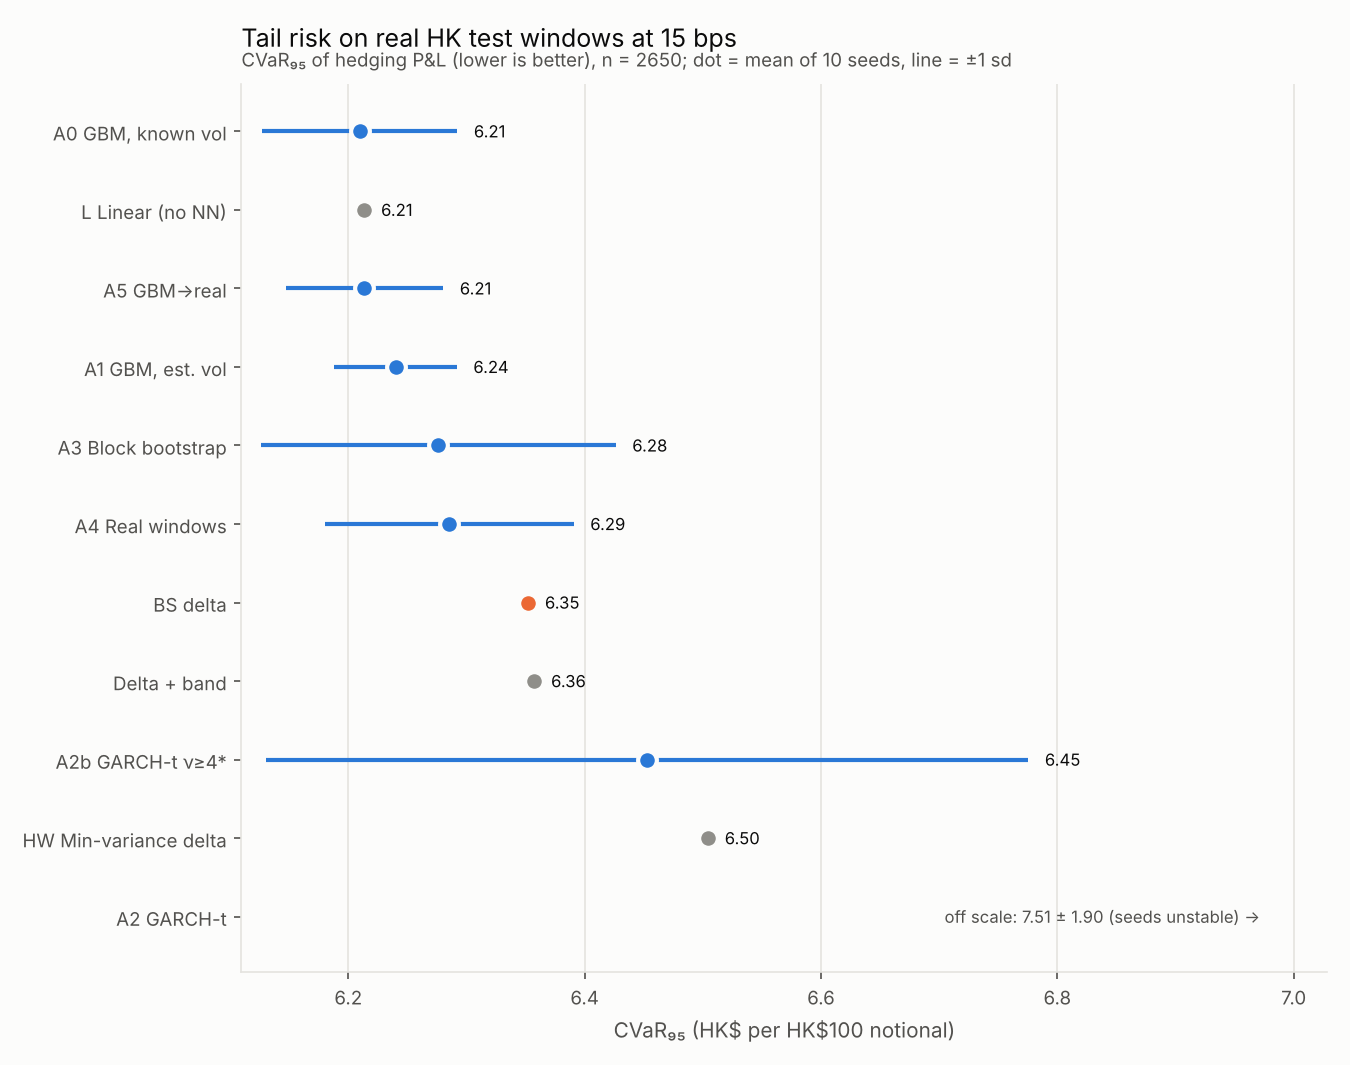 Tail risk on real HK test windows at 15 bps
CVaR₉₅ of hedging P&L (lower is better), n = 2650; dot = mean of 10 seeds, line = ±1 sd
A0 GBM, known vol 6.21
L Linear (no NN) 6.21
A5 GBM→real 6.21
A1 GBM, est. vol 6.24
A3 Block bootstrap 6.28
A4 Real windows 6.29
BS delta 6.35
Delta + band 6.36
A2b GARCH-t ν≥4* 6.45
HW Min-variance delta 6.50
A2 GARCH-t off scale: 7.51 ± 1.90 (seeds unstable) →
6.2 6.4 6.6 6.8 7.0
CVaR₉₅ (HK$ per HK$100 notional)